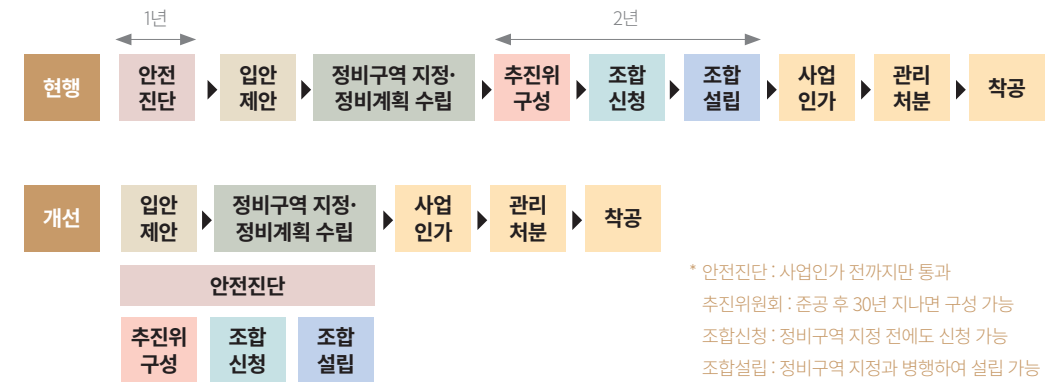 1년
2년
현행
안전
진단
입안
제안
정비구역 지정·
정비계획 수립
추진위
구성
조합
신청
조합
설립
사업
인가
관리
처분
착공
개선
입안
제안
정비구역 지정·
정비계획 수립
사업
인가
관리
처분
착공
안전진단
추진위
구성
조합
신청
조합
설립
* 안전진단 : 사업인가 전까지만 통과
추진위원회 : 준공 후 30년 지나면 구성 가능
조합신청 : 정비구역 지정 전에도 신청 가능
조합설립 : 정비구역 지정과 병행하여 설립 가능